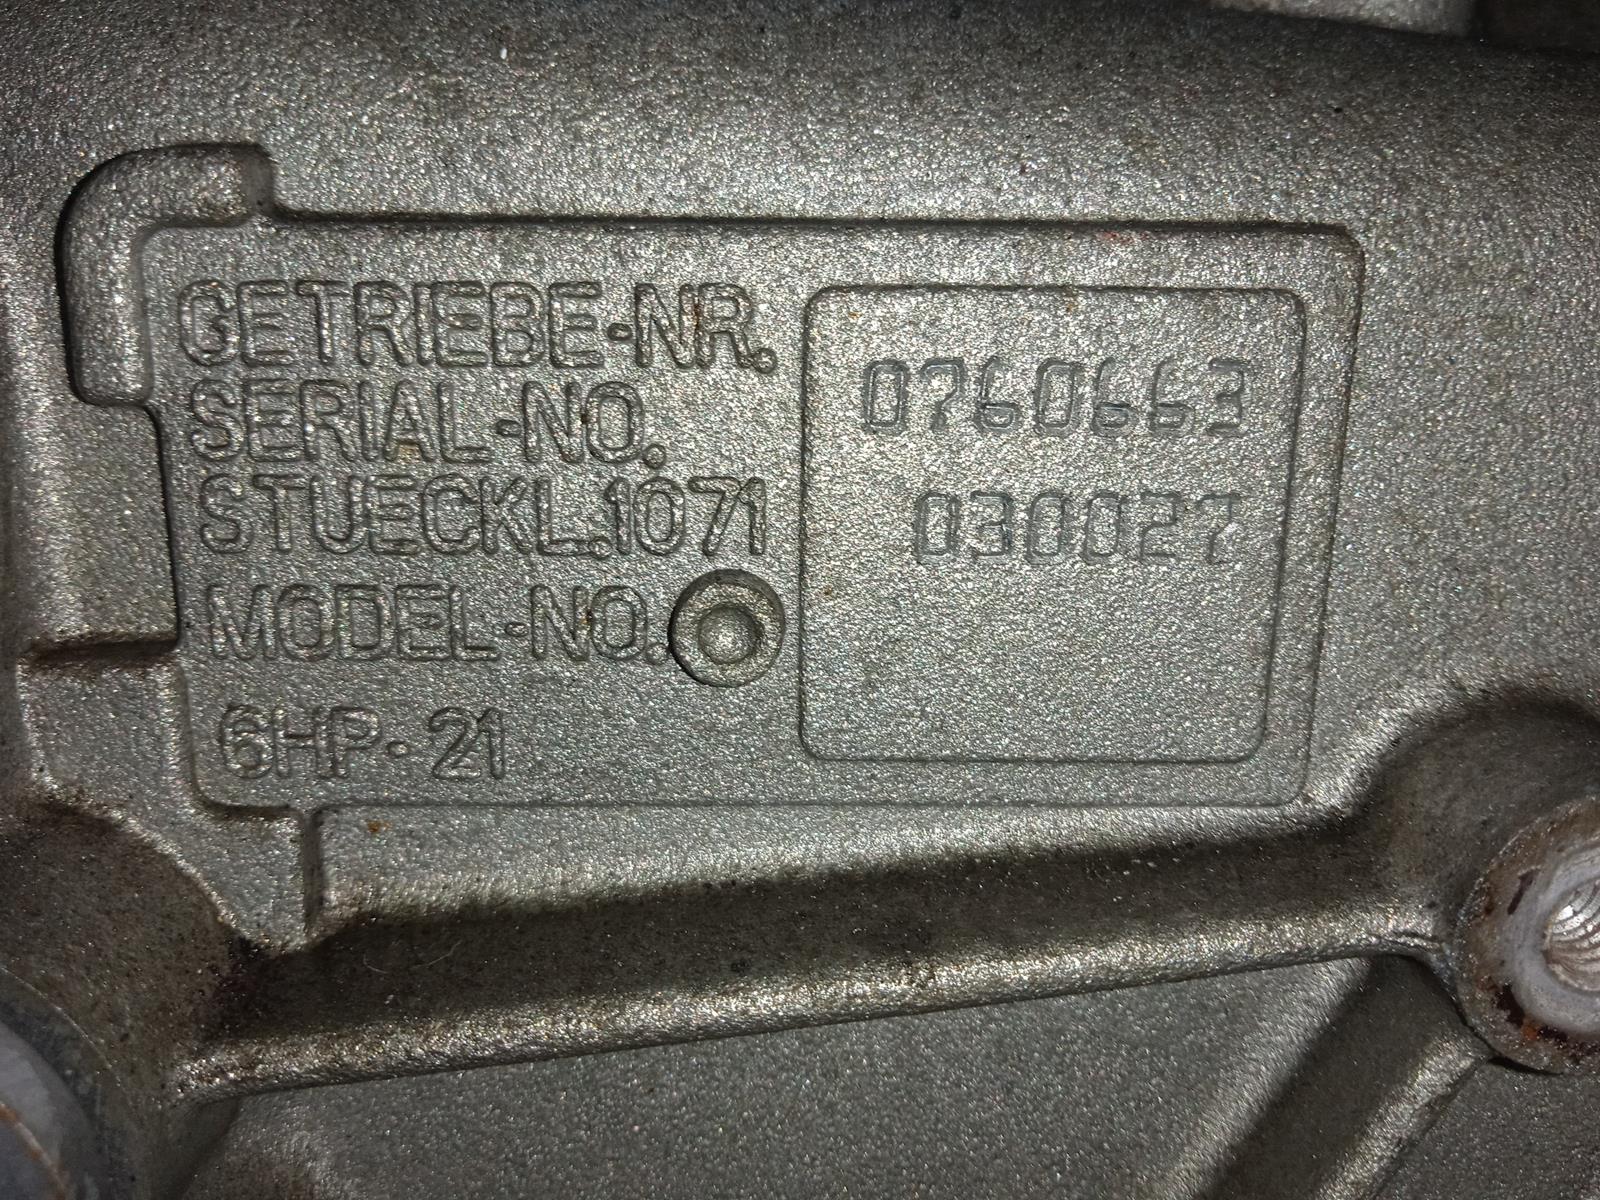 GETRIEBE-NR.
SERIAL-NO.
0760663
STUECKL.1071
030027
MODEL-NO.
6HP-21